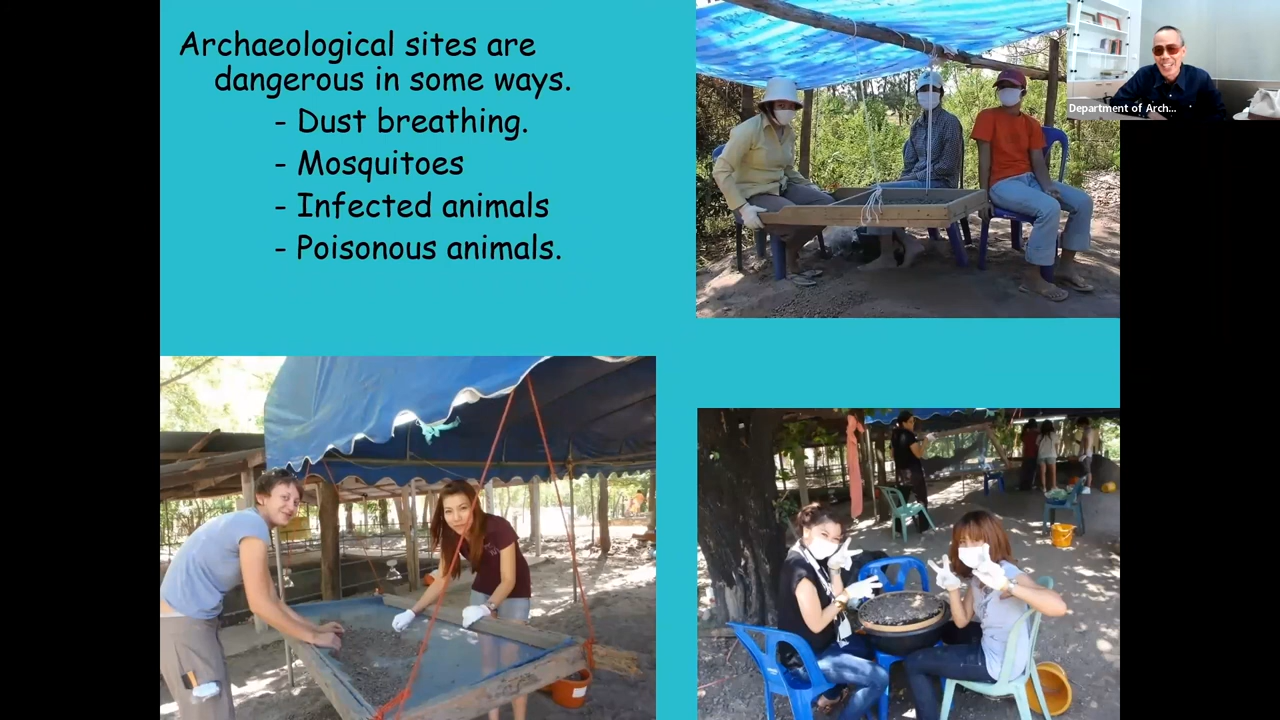 Archaeological sites are
dangerous in some ways.
- Dust breathing.
- Mosquitoes
- Infected animals
- Poisonous animals.
Department of Arch...